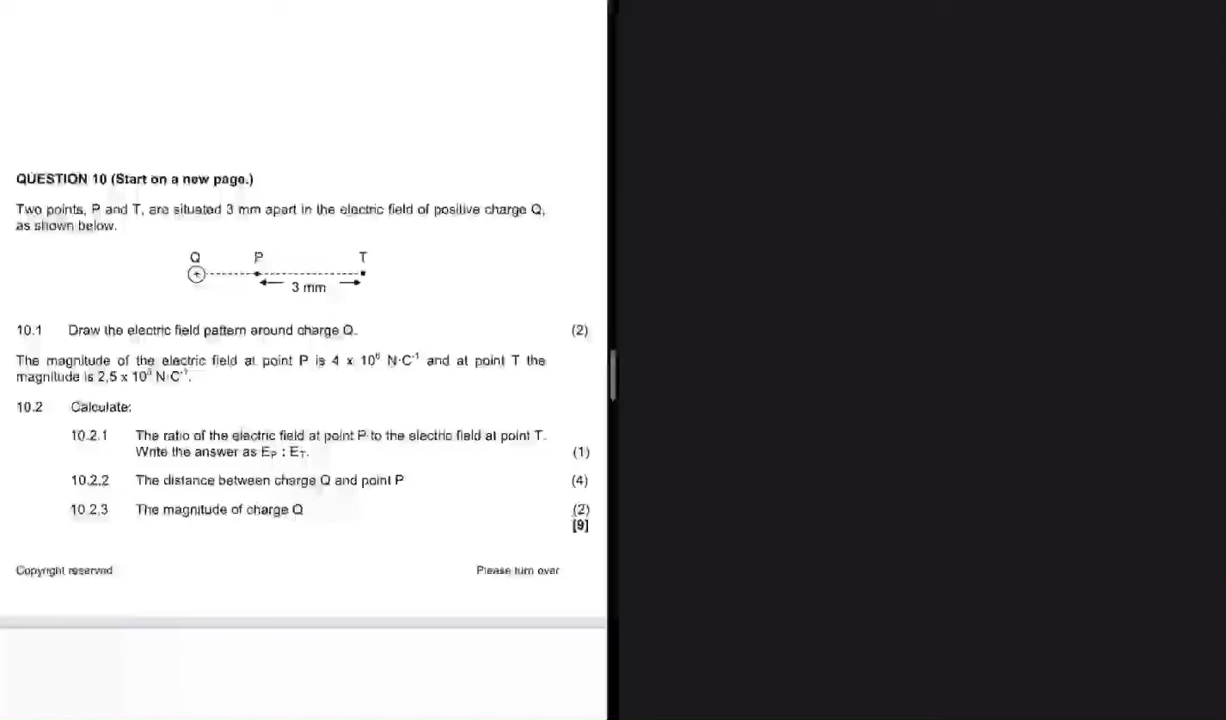 QUESTION 10 (Start on a new page.)
Two points, P and T, are situated 3 mm apart in the electric field of positive charge Q,
as shown below.
Q P T
+
3 mm
10.1 Draw the electric field pattern around charge Q. (2)
The magnitude of the electric field at point P is 4 x 10⁶ N·C⁻¹ and at point T the
magnitude is 2,5 x 10 N·C⁻¹.
10.2 Calculate:
10.2.1 The ratio of the electric field at point P to the electric field at point T.
Write the answer as EP : ET. (1)
10.2.2 The distance between charge Q and point P (4)
10.2.3 The magnitude of charge Q (2)
[9]
Copyright reserved Please turn over